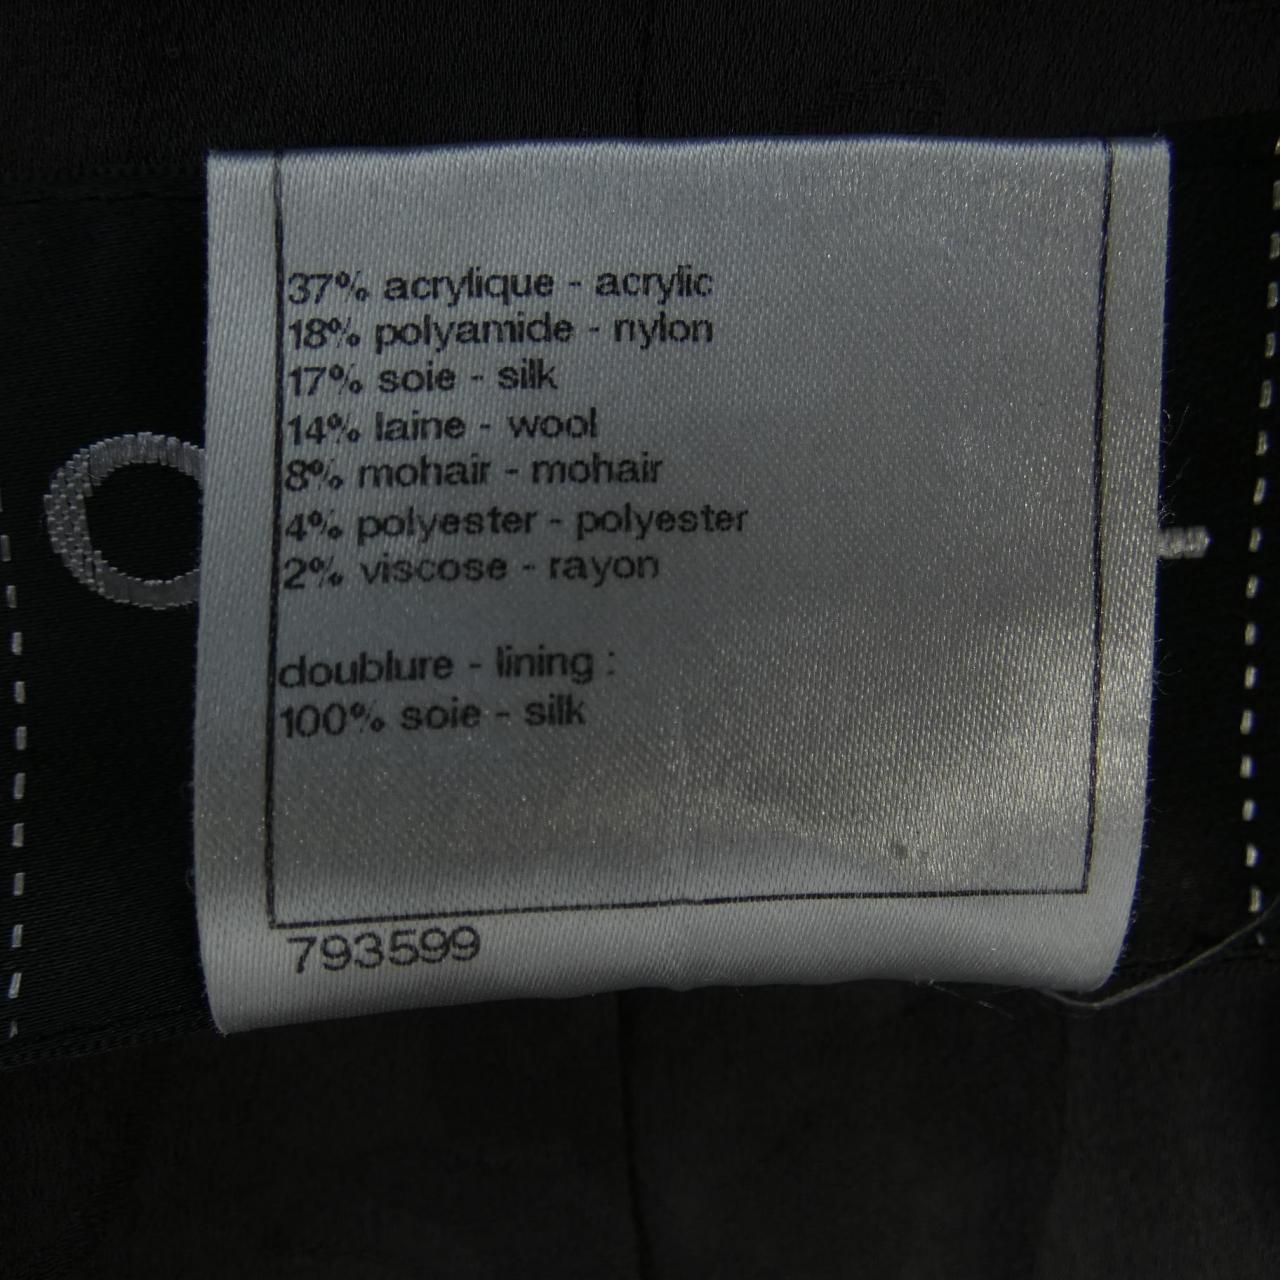 37% acrylique - acrylic
18% polyamide - nylon
17% soie - silk
14% laine - wool
8% mohair - mohair
4% polyester - polyester
2% viscose - rayon
doublure - lining :
100% soie - silk
793599